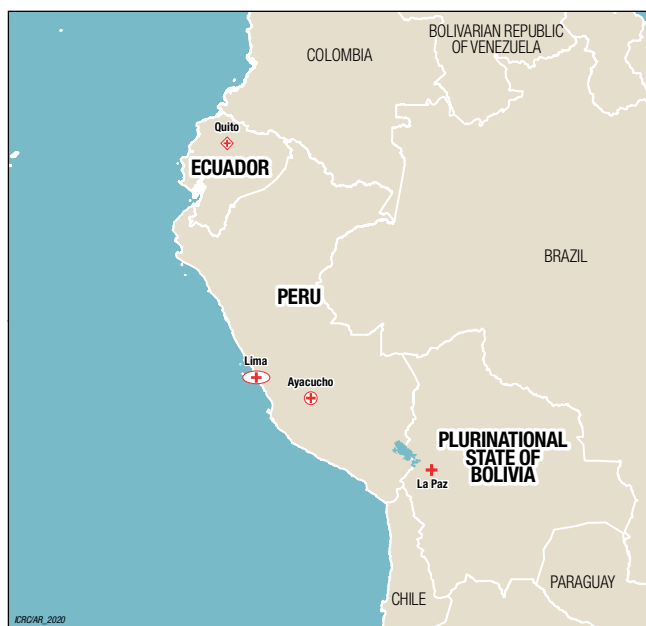 BOLIVARIAN REPUBLIC
OF VENEZUELA
COLOMBIA
Quito
ECUADOR
BRAZIL
PERU
Lima
Ayacucho
PLURINATIONAL
STATE OF
BOLIVIA
La Paz
PARAGUAY
CHILE
ICRC/AR_2020